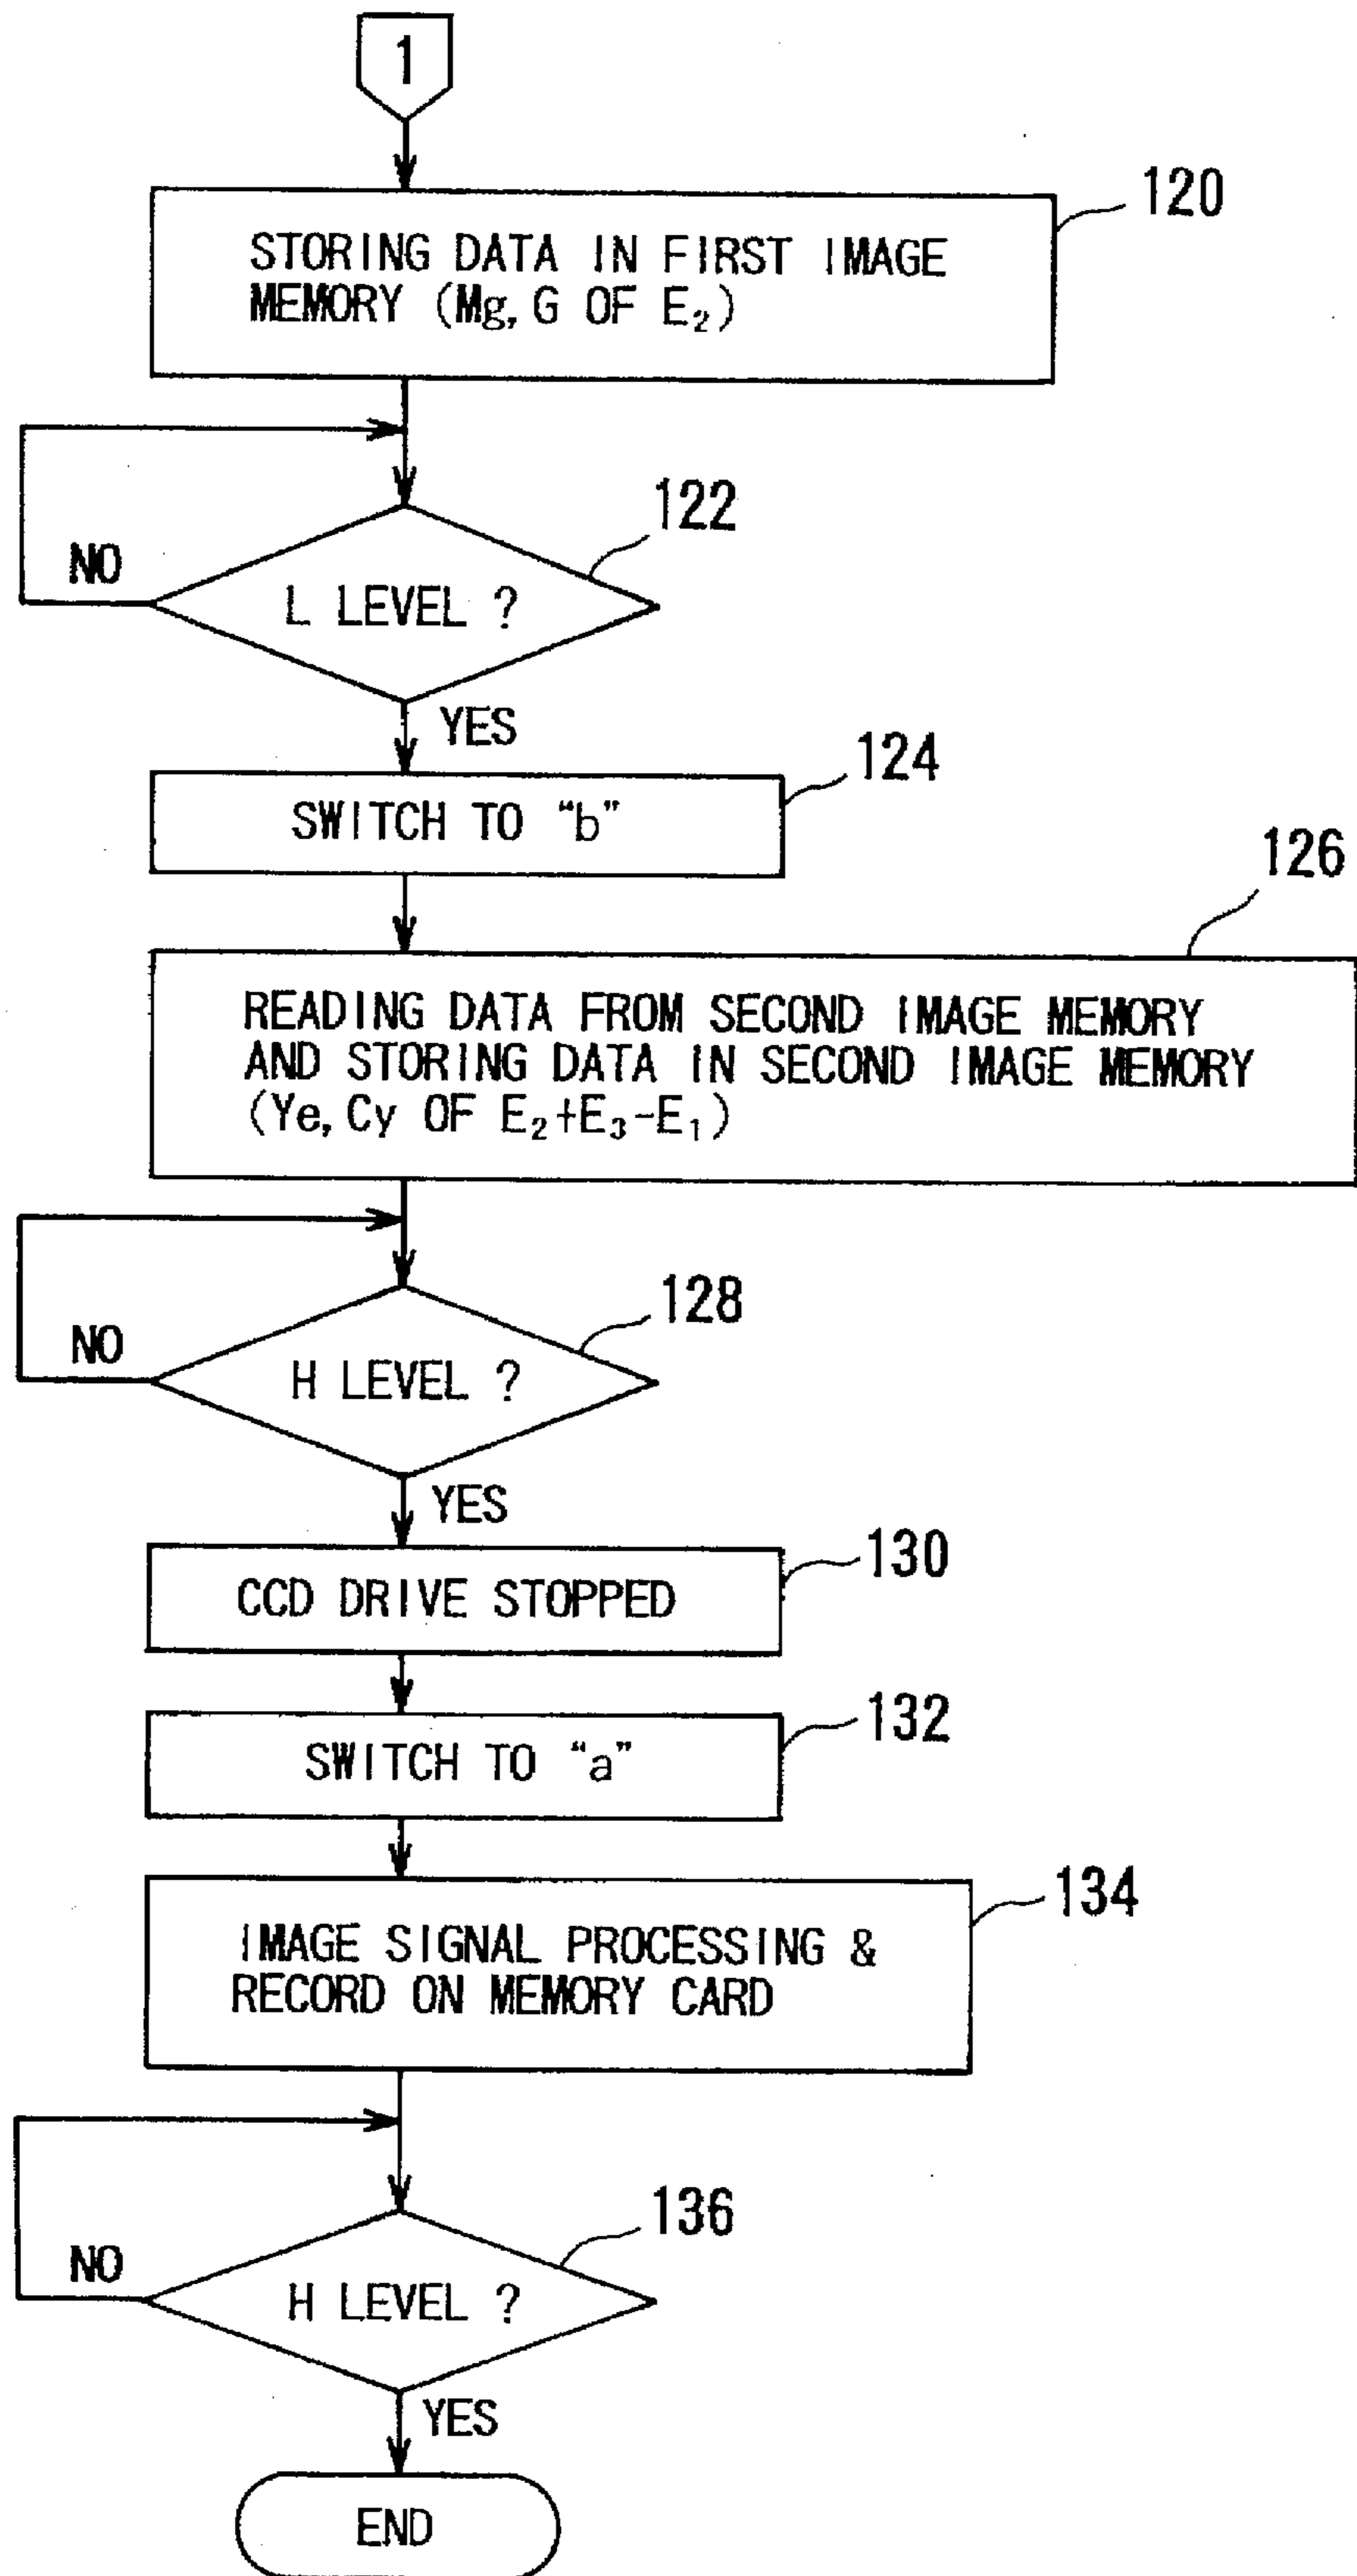 1
120
STORING DATA IN FIRST IMAGE
MEMORY (Mg, G OF E₂)
122
NO
L LEVEL ?
YES
124
SWITCH TO “b”
126
READING DATA FROM SECOND IMAGE MEMORY
AND STORING DATA IN SECOND IMAGE MEMORY
(Ye, Cy OF E₂+E₃-E₁)
128
NO
H LEVEL ?
YES
130
CCD DRIVE STOPPED
132
SWITCH TO “a”
134
IMAGE SIGNAL PROCESSING &
RECORD ON MEMORY CARD
136
NO
H LEVEL ?
YES
END